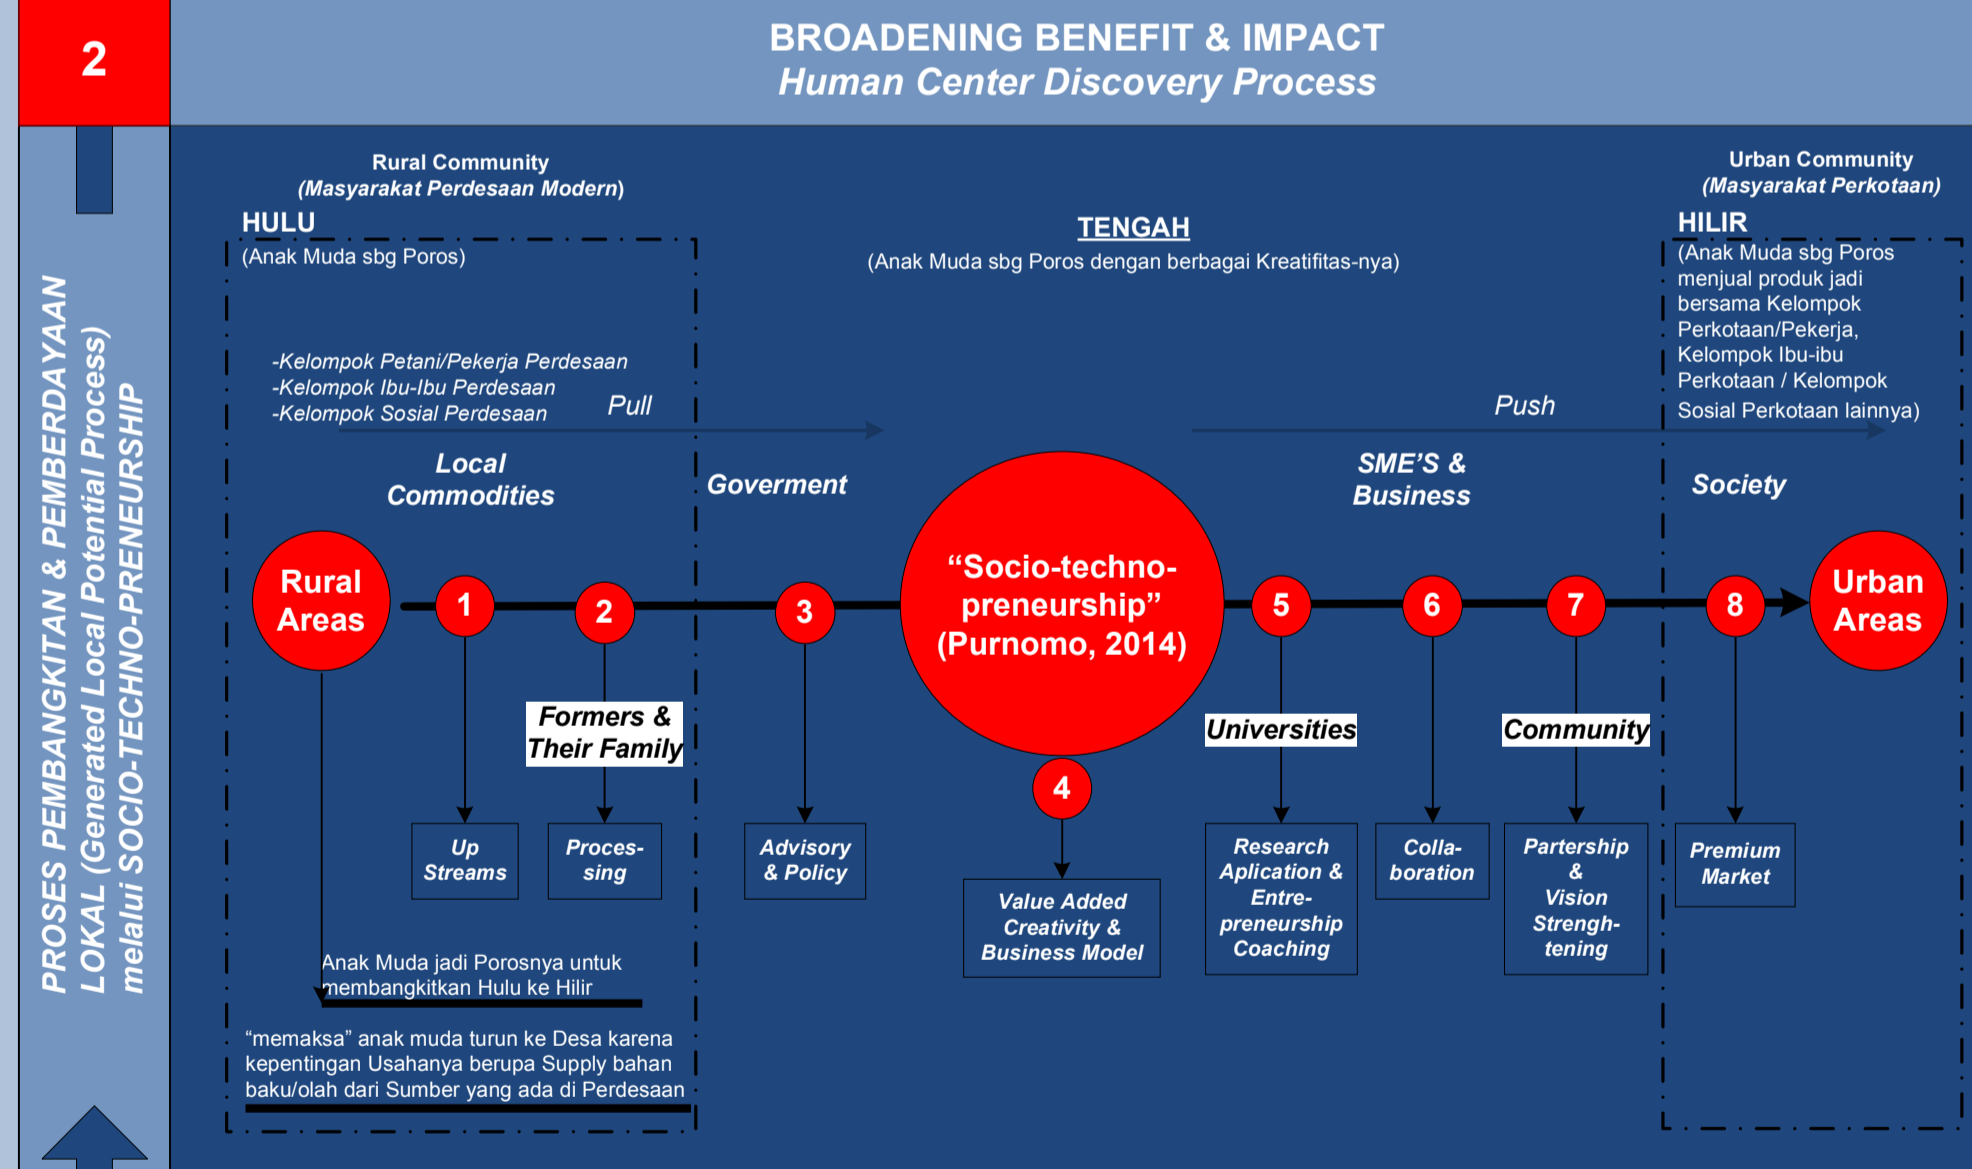 2
BROADENING BENEFIT & IMPACT
Human Center Discovery Process
PROSES PEMBANGKITAN & PEMBERDAYAAN
LOKAL (Generated Local Potential Process)
melalui SOCIO-TECHNO-PRENEURSHIP
Rural Community
(Masyarakat Perdesaan Modern)
HULU
(Anak Muda sbg Poros)
-Kelompok Petani/Pekerja Perdesaan
-Kelompok Ibu-Ibu Perdesaan
-Kelompok Sosial Perdesaan
Pull
TENGAH
(Anak Muda sbg Poros dengan berbagai Kreatifitas-nya)
Urban Community
(Masyarakat Perkotaan)
HILIR
(Anak Muda sbg Poros
menjual produk jadi
bersama Kelompok
Perkotaan/Pekerja,
Kelompok Ibu-ibu
Perkotaan / Kelompok
Sosial Perkotaan lainnya)
Push
Local
Commodities
Goverment
SME'S &
Business
Society
Rural
Areas
1
2
3
“Socio-techno-
preneurship”
(Purnomo, 2014)
5
6
7
8
Urban
Areas
Formers &
Their Family
4
Universities
Community
Up
Streams
Proces-
sing
Advisory
& Policy
Value Added
Creativity &
Business Model
Research
Aplication &
Entre-
preneurship
Coaching
Colla-
boration
Partership
&
Vision
Strengh-
tening
Premium
Market
Anak Muda jadi Porosnya untuk
membangkitkan Hulu ke Hilir
“memaksa” anak muda turun ke Desa karena
kepentingan Usahanya berupa Supply bahan
baku/olah dari Sumber yang ada di Perdesaan